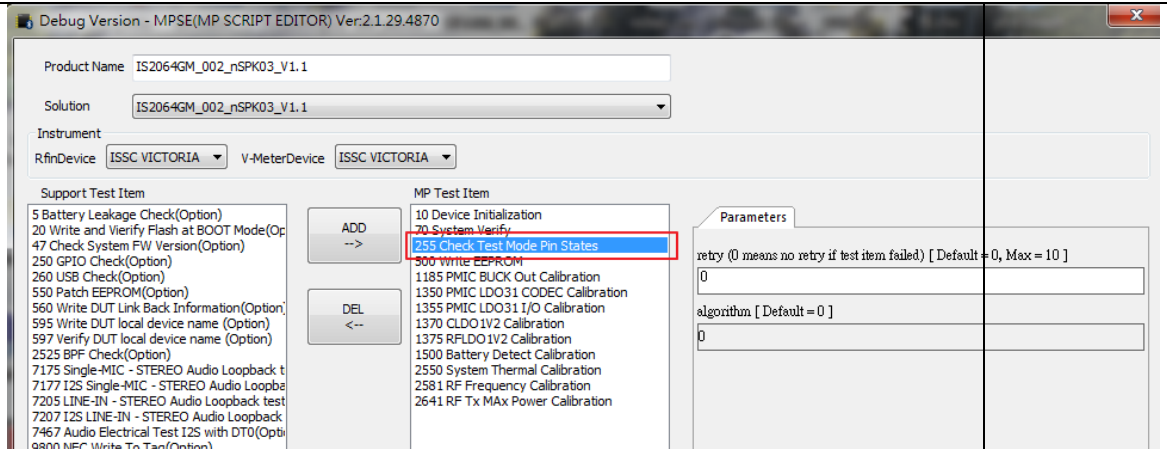 Debug Version - MPSE(MP SCRIPT EDITOR) Ver:2.1.29.4870
x
Product Name IS2064GM_002_nSPK03_V1.1
Solution IS2064GM_002_nSPK03_V1.1
Instrument
RfinDevice ISSC VICTORIA V-MeterDevice ISSC VICTORIA
Support Test Item
5 Battery Leakage Check(Option)
20 Write and Vierify Flash at BOOT Mode(Op
47 Check System FW Version(Option)
250 GPIO Check(Option)
260 USB Check(Option)
550 Patch EEPROM(Option)
560 Write DUT Link Back Information(Option)
595 Write DUT local device name (Option)
597 Verify DUT local device name (Option)
2525 BPF Check(Option)
7175 Single-MIC - STEREO Audio Loopback t
7177 I2S Single-MIC - STEREO Audio Loopba
7205 LINE-IN - STEREO Audio Loopback test
7207 I2S LINE-IN - STEREO Audio Loopback
7467 Audio Electrical Test I2S with DT0(Opti
9800 NFC Write To Tag(Option)
ADD
-->
DEL
<--
MP Test Item
10 Device Initialization
70 System Verify
255 Check Test Mode Pin States
500 Write EEPROM
1185 PMIC BUCK Out Calibration
1350 PMIC LDO31 CODEC Calibration
1355 PMIC LDO31 I/O Calibration
1370 CLDO1V2 Calibration
1375 RFLDO1V2 Calibration
1500 Battery Detect Calibration
2550 System Thermal Calibration
2581 RF Frequency Calibration
2641 RF Tx MAx Power Calibration
Parameters
retry (0 means no retry if test item failed.) [ Default = 0, Max = 10 ]
0
algorithm [ Default = 0 ]
0